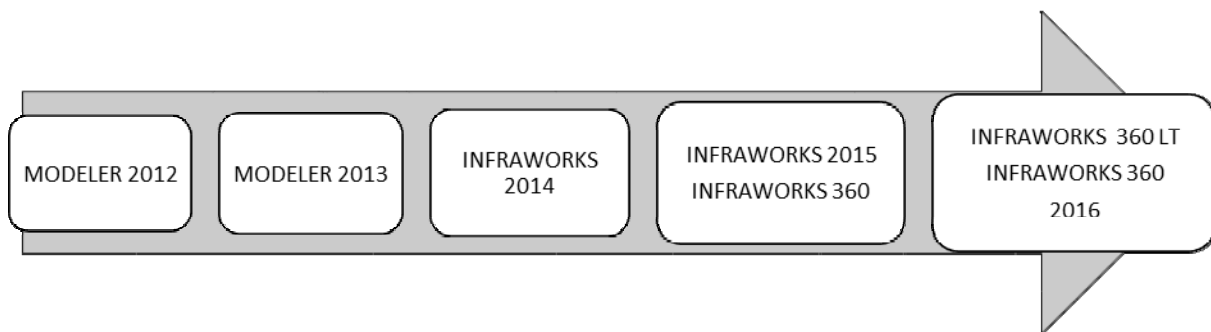 MODELER 2012
MODELER 2013
INFRAWORKS
2014
INFRAWORKS 2015
INFRAWORKS 360
INFRAWORKS 360 LT
INFRAWORKS 360
2016